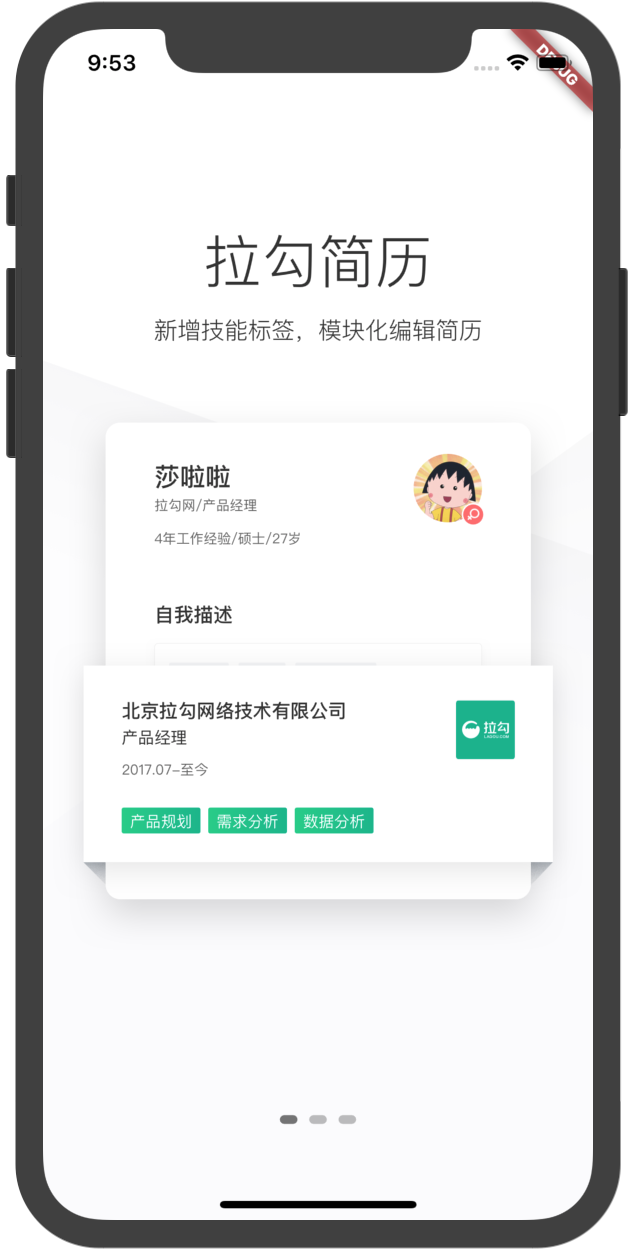 9:53
DEBUG
拉勾简历
新增技能标签，模块化编辑简历
莎啦啦
拉勾网/产品经理
4年工作经验/硕士/27岁
自我描述
北京拉勾网络技术有限公司
产品经理
2017.07-至今
拉勾
LAGOU.COM
产品规划 需求分析 数据分析